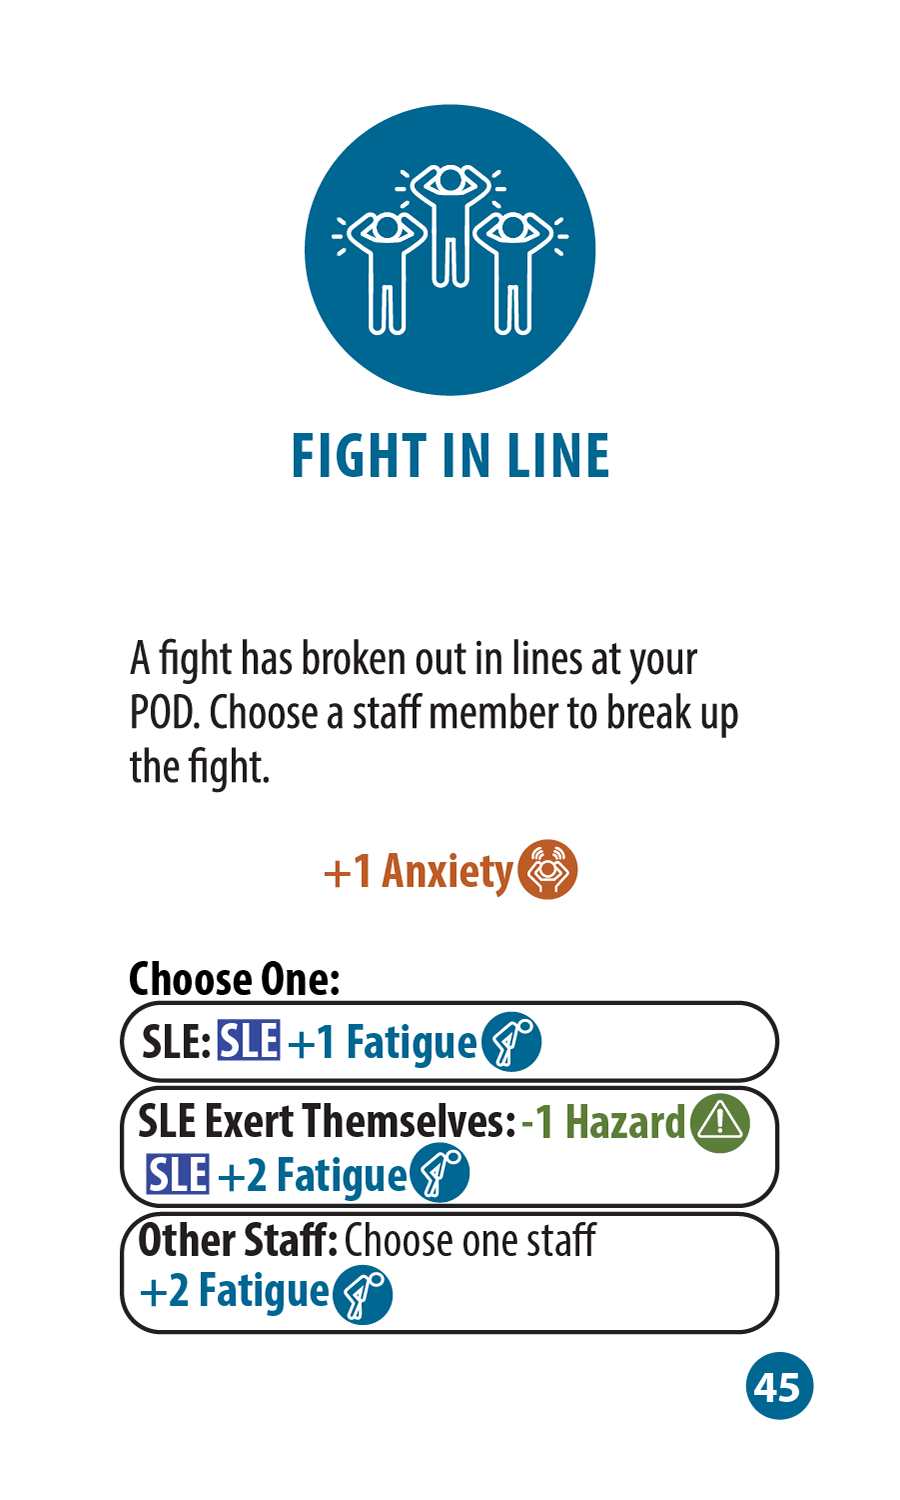 FIGHT IN LINE
A fight has broken out in lines at your
POD. Choose a staff member to break up
the fight.
+1 Anxiety
Choose One:
SLE: SLE +1 Fatigue
SLE Exert Themselves: -1 Hazard
SLE +2 Fatigue
Other Staff: Choose one staff
+2 Fatigue
45